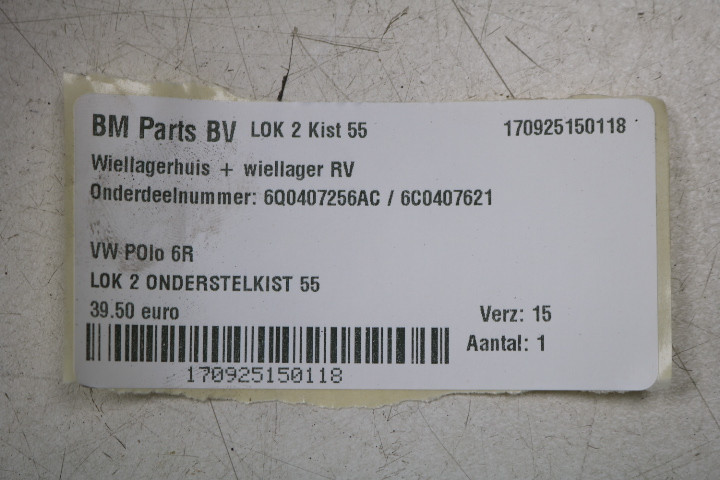 BM Parts BV LOK 2 Kist 55 170925150118
Wiellagerhuis + wiellager RV
Onderdeelnummer: 6Q0407256AC / 6C0407621
VW POlo 6R
LOK 2 ONDERSTELKIST 55
39.50 euro Verz: 15
Aantal: 1
170925150118